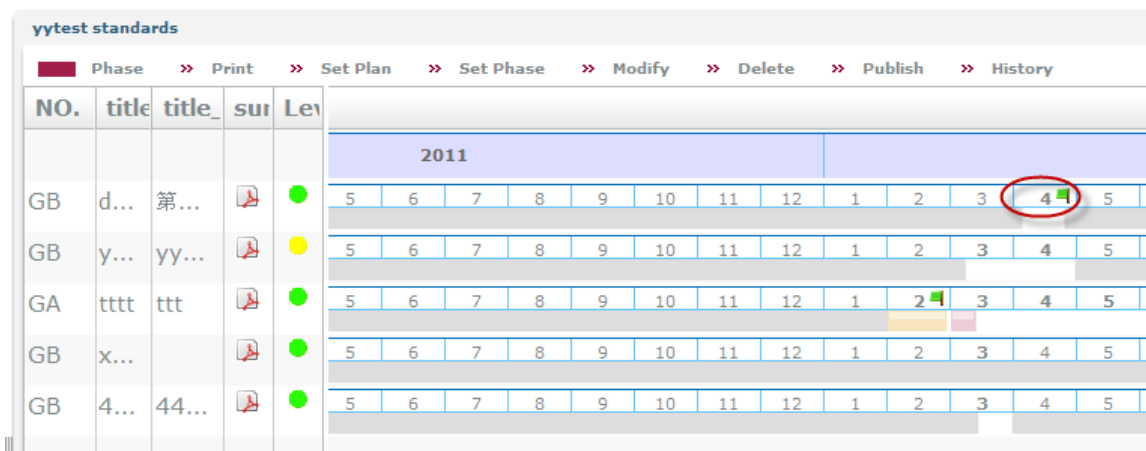 yytest standards
Phase >> Print >> Set Plan >> Set Phase >> Modify >> Delete >> Publish >> History
NO. title title_ sur Lev
2011
GB d... 第... 5 6 7 8 9 10 11 12 1 2 3 4 5
GB y... yy... 5 6 7 8 9 10 11 12 1 2 3 4 5
GA tttt ttt 5 6 7 8 9 10 11 12 1 2 3 4 5
GB x... 5 6 7 8 9 10 11 12 1 2 3 4 5
GB 4... 44... 5 6 7 8 9 10 11 12 1 2 3 4 5